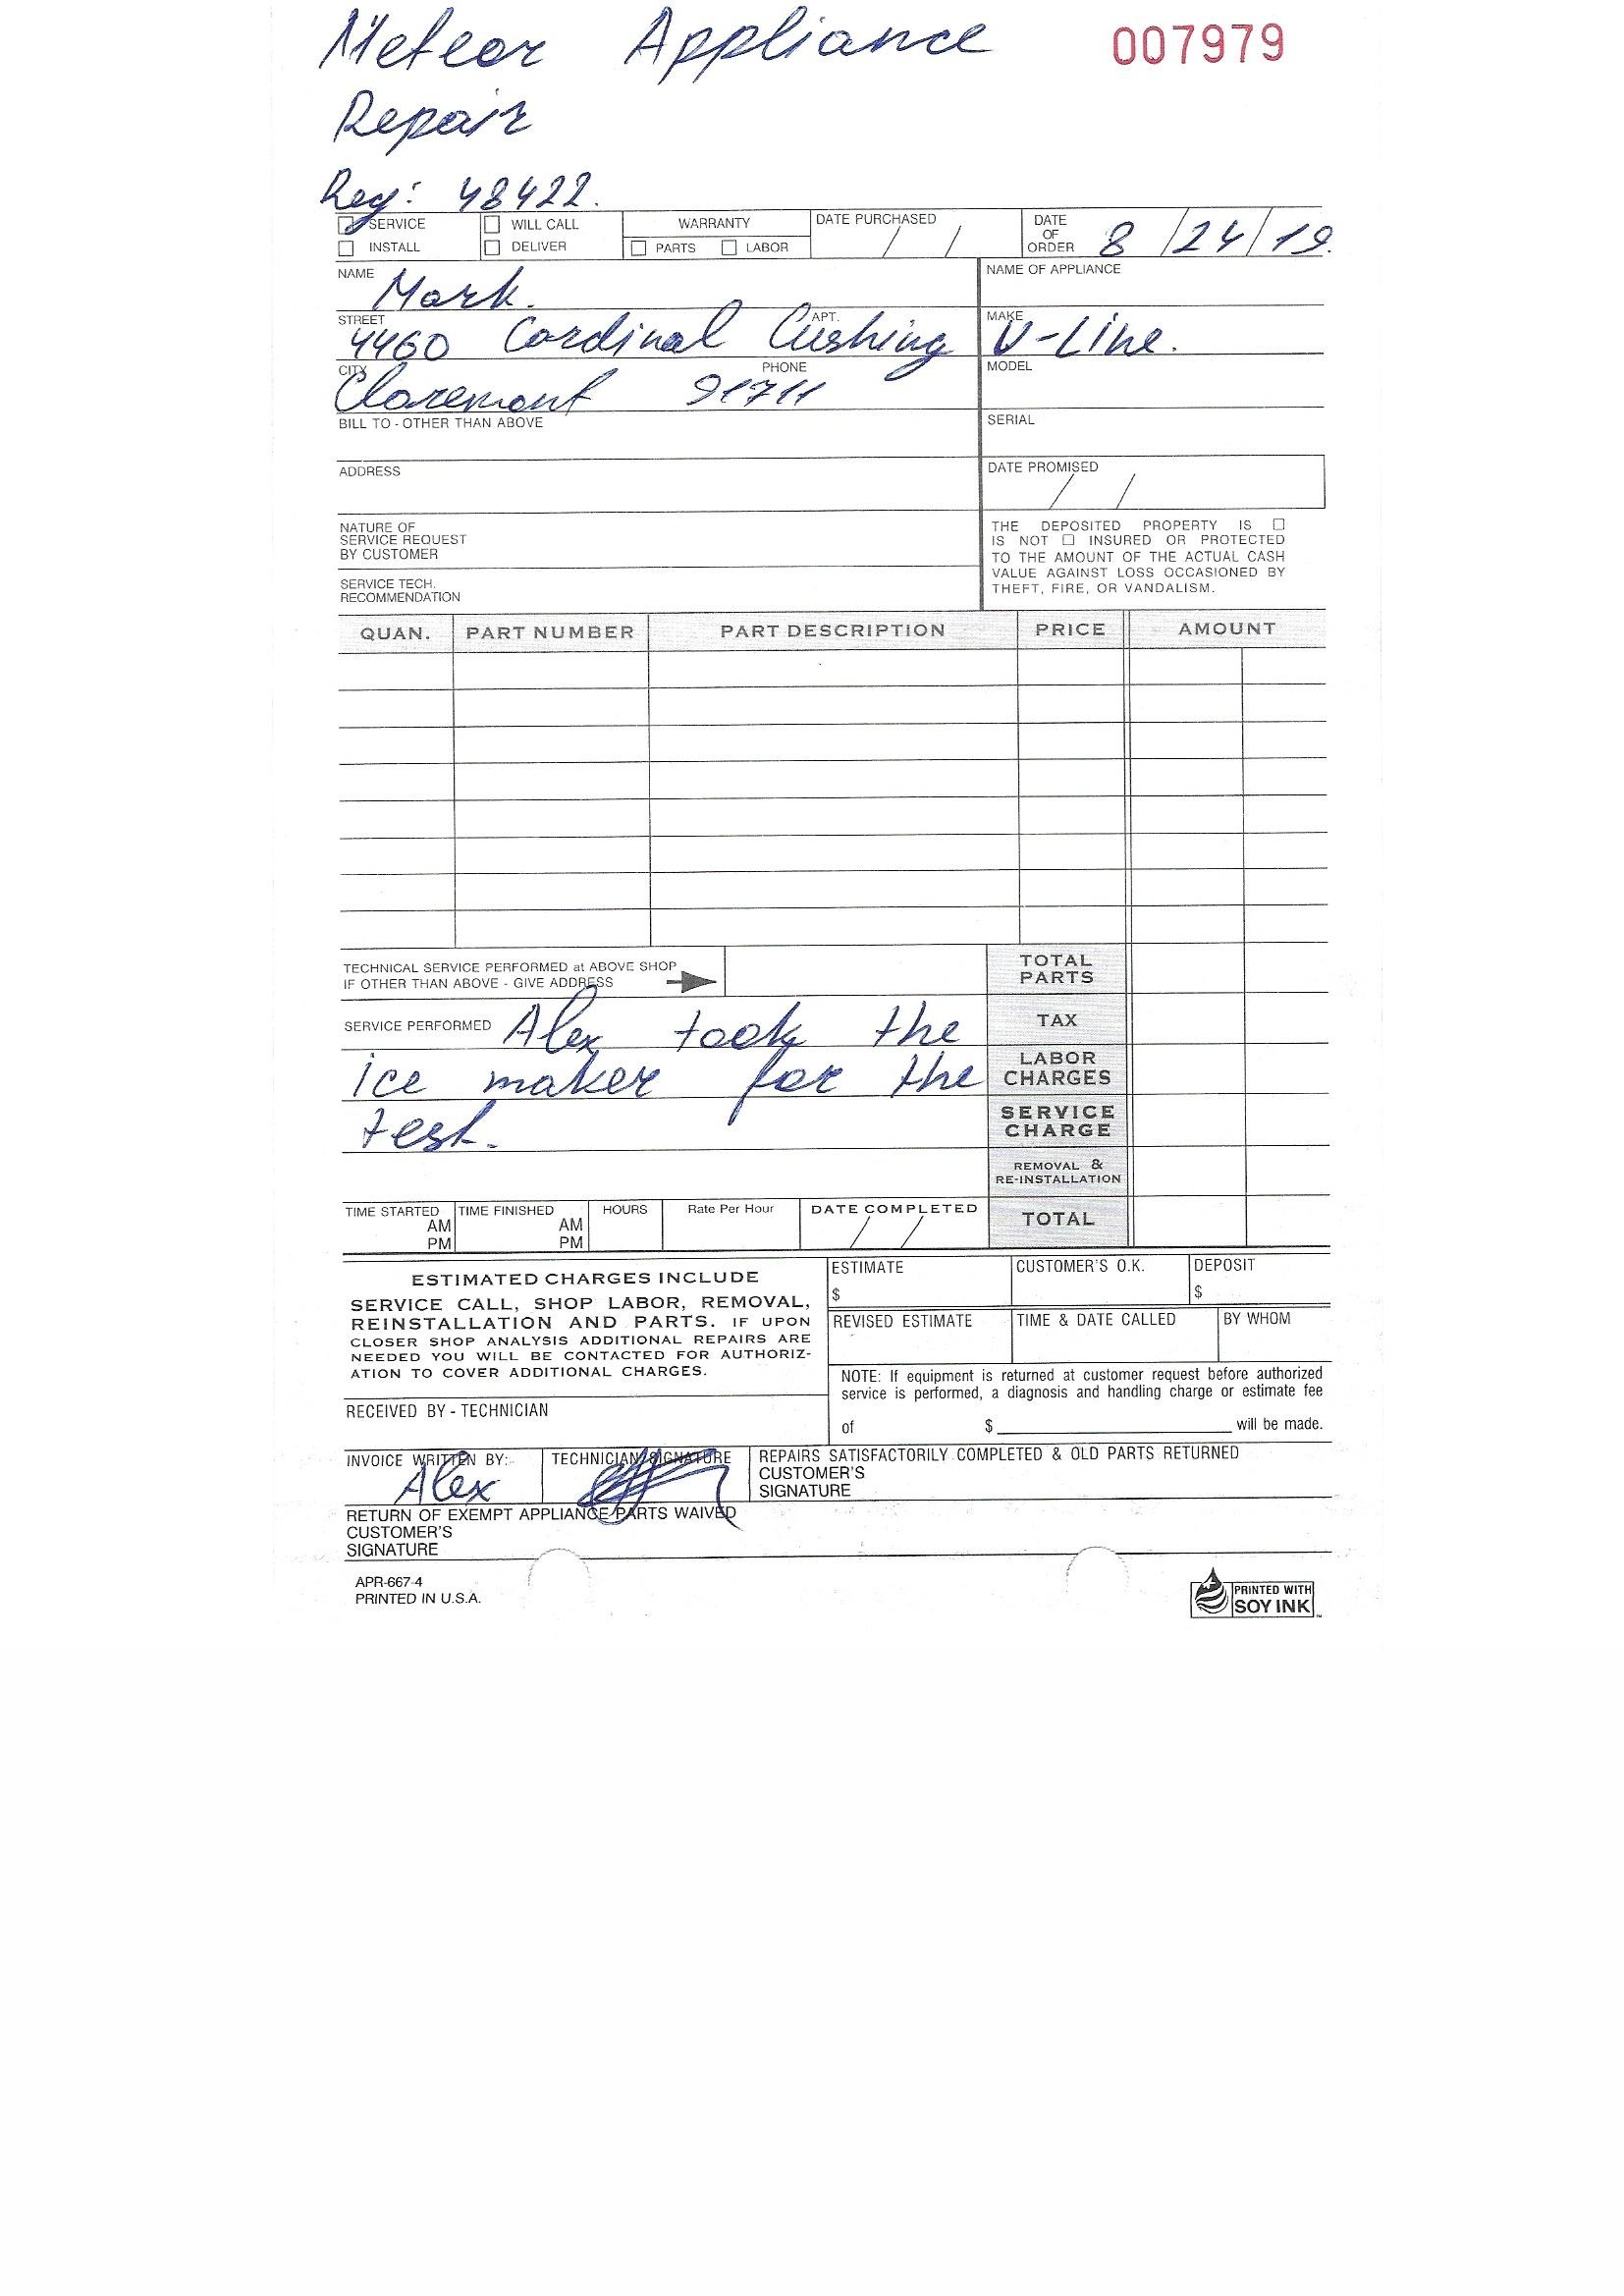 Meteor Appliance 007979
Repair
Reg: 48422.
SERVICE WILL CALL WARRANTY DATE PURCHASED DATE OF ORDER 8/24/19.
INSTALL DELIVER PARTS LABOR / /
NAME Mark. NAME OF APPLIANCE
STREET 4460 Cardinal Cushing APT. MAKE U-Line.
CITY Claremont 91711 PHONE MODEL
BILL TO - OTHER THAN ABOVE SERIAL
ADDRESS DATE PROMISED / /
NATURE OF
SERVICE REQUEST
BY CUSTOMER
SERVICE TECH.
RECOMMENDATION
THE DEPOSITED PROPERTY IS ☐
IS NOT ☐ INSURED OR PROTECTED
TO THE AMOUNT OF THE ACTUAL CASH
VALUE AGAINST LOSS OCCASIONED BY
THEFT, FIRE, OR VANDALISM.
QUAN. PART NUMBER PART DESCRIPTION PRICE AMOUNT
TECHNICAL SERVICE PERFORMED at ABOVE SHOP
IF OTHER THAN ABOVE - GIVE ADDRESS
TOTAL
PARTS
SERVICE PERFORMED Alex took the
TAX
ice maker for the
LABOR
CHARGES
test.
SERVICE
CHARGE
REMOVAL &
RE-INSTALLATION
TIME STARTED AM PM TIME FINISHED AM PM HOURS Rate Per Hour DATE COMPLETED / / TOTAL
ESTIMATED CHARGES INCLUDE
SERVICE CALL, SHOP LABOR, REMOVAL,
REINSTALLATION AND PARTS. IF UPON
CLOSER SHOP ANALYSIS ADDITIONAL REPAIRS ARE
NEEDED YOU WILL BE CONTACTED FOR AUTHORIZ-
ATION TO COVER ADDITIONAL CHARGES.
ESTIMATE $ CUSTOMER'S O.K. DEPOSIT $
REVISED ESTIMATE TIME & DATE CALLED BY WHOM
NOTE: If equipment is returned at customer request before authorized
service is performed, a diagnosis and handling charge or estimate fee
of $ will be made.
RECEIVED BY - TECHNICIAN
INVOICE WRITTEN BY: Alex TECHNICIAN SIGNATURE
REPAIRS SATISFACTORILY COMPLETED & OLD PARTS RETURNED
CUSTOMER'S
SIGNATURE
RETURN OF EXEMPT APPLIANCE PARTS WAIVED
CUSTOMER'S
SIGNATURE
APR-667-4
PRINTED IN U.S.A.
PRINTED WITH
SOY INK